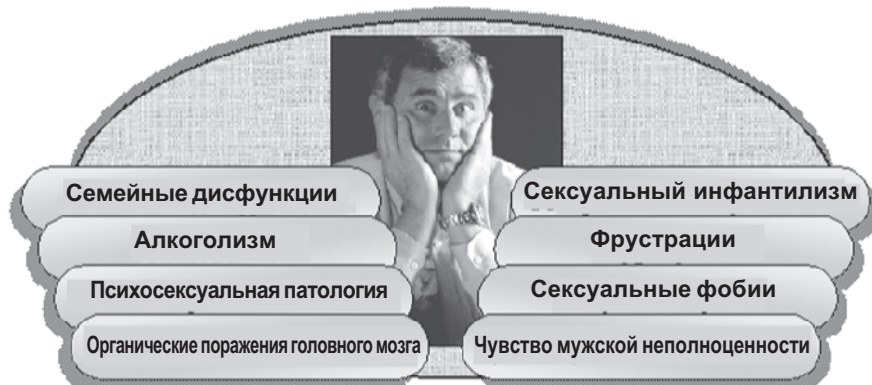 Семейные дисфункции
Алкоголизм
Психосексуальная патология
Органические поражения головного мозга
Сексуальный инфантилизм
Фрустрации
Сексуальные фобии
Чувство мужской неполноценности